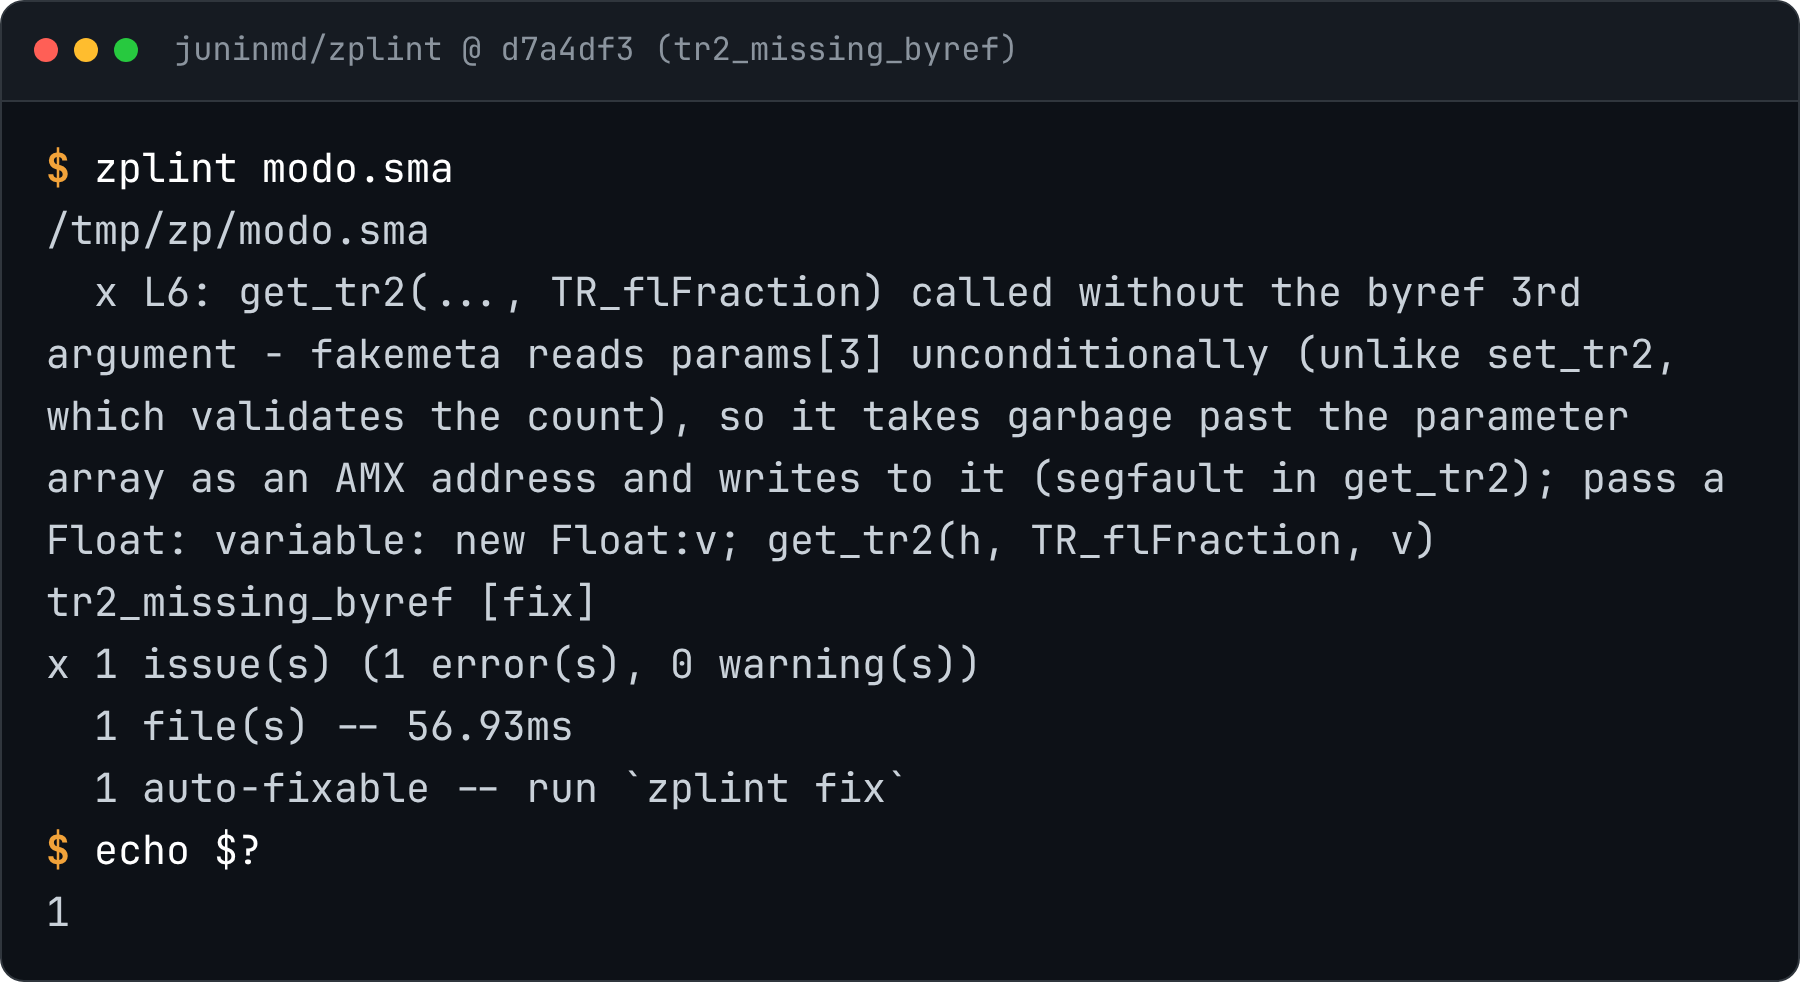 juninmd/zplint @ d7a4df3 (tr2_missing_byref)
$ zplint modo.sma
/tmp/zp/modo.sma
  x L6: get_tr2(..., TR_flFraction) called without the byref 3rd
argument - fakemeta reads params[3] unconditionally (unlike set_tr2,
which validates the count), so it takes garbage past the parameter
array as an AMX address and writes to it (segfault in get_tr2); pass a
Float: variable: new Float:v; get_tr2(h, TR_flFraction, v)
tr2_missing_byref [fix]
x 1 issue(s) (1 error(s), 0 warning(s))
  1 file(s) -- 56.93ms
  1 auto-fixable -- run `zplint fix`
$ echo $?
1